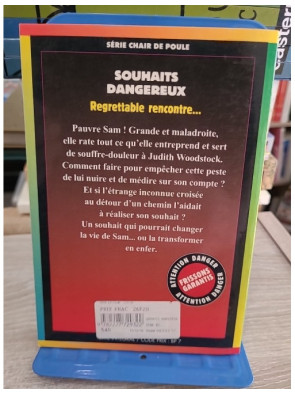 easter
SÉRIE CHAIR DE POULE
SOUHAITS
DANGEREUX
Regrettable rencontre...
Pauvre Sam ! Grande et maladroite,
elle rate tout ce qu'elle entreprend et sert
de souffre-douleur à Judith Woodstock.
Comment faire pour empêcher cette peste
de lui nuire et de médire sur son compte ?
Et si l'étrange inconnue croisée
au détour d'un chemin l'aidait
à réaliser son souhait ?
Un souhait qui pourrait changer
la vie de Sam... ou la transformer
en enfer.
ATTENTION DANGER
FRISSONS
GARANTIS
ATTENTION DANGER